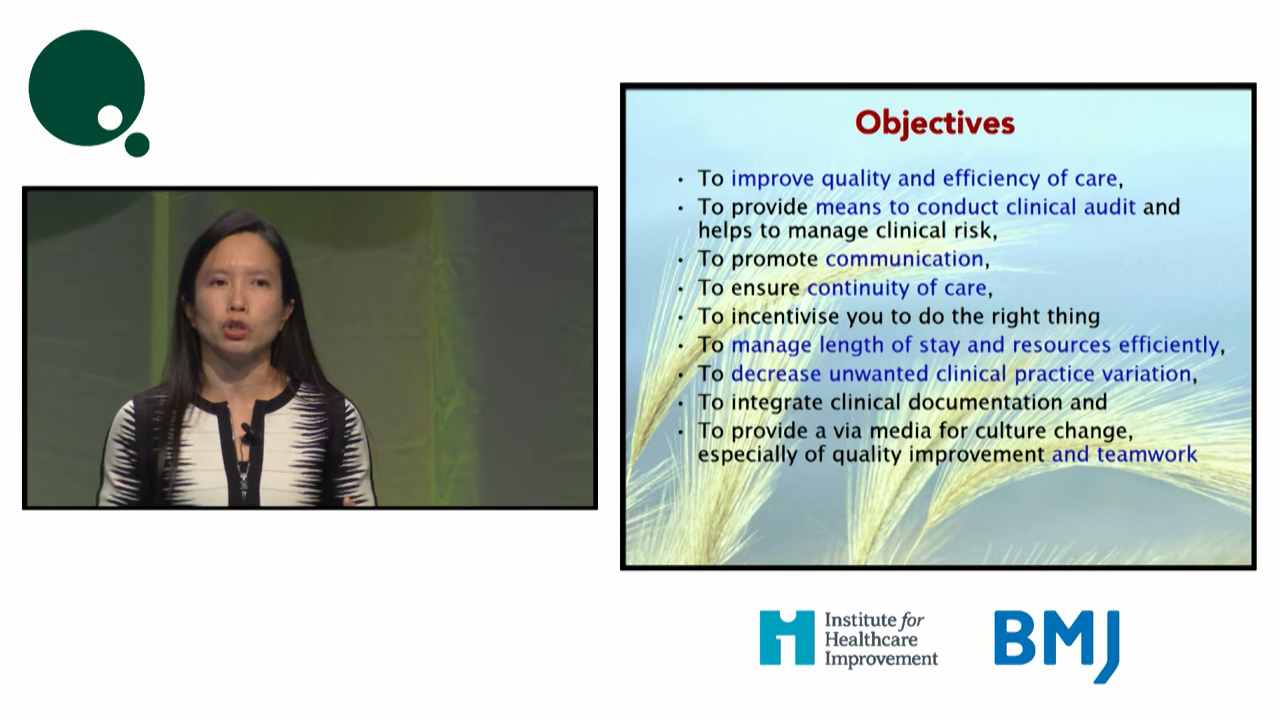 Objectives
· To improve quality and efficiency of care,
· To provide means to conduct clinical audit and
helps to manage clinical risk,
· To promote communication,
· To ensure continuity of care,
· To incentivise you to do the right thing
· To manage length of stay and resources efficiently,
· To decrease unwanted clinical practice variation,
· To integrate clinical documentation and
· To provide a via media for culture change,
especially of quality improvement and teamwork
Institute for
Healthcare
Improvement
BMJ